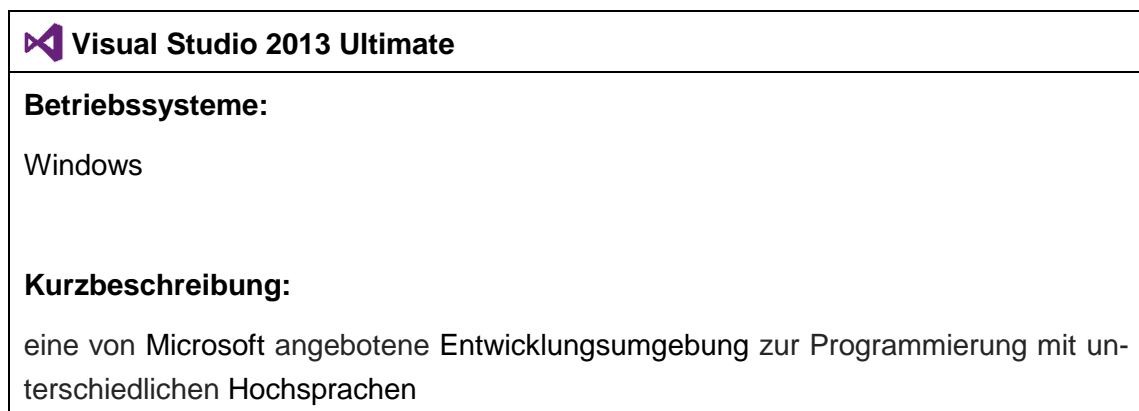 Visual Studio 2013 Ultimate
Betriebssysteme:
Windows
Kurzbeschreibung:
eine von Microsoft angebotene Entwicklungsumgebung zur Programmierung mit un-
terschiedlichen Hochsprachen